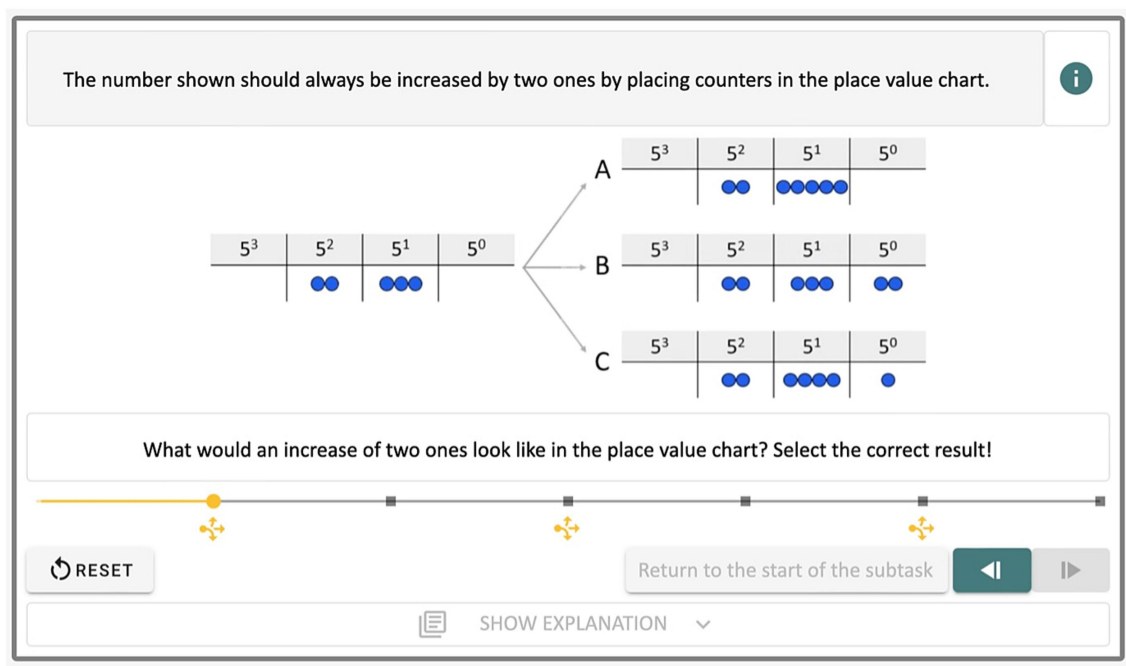 The number shown should always be increased by two ones by placing counters in the place value chart.
i
A
5³ 5² 5¹ 5⁰
5³ 5² 5¹ 5⁰
B
5³ 5² 5¹ 5⁰
C
5³ 5² 5¹ 5⁰
What would an increase of two ones look like in the place value chart? Select the correct result!
RESET
Return to the start of the subtask
SHOW EXPLANATION